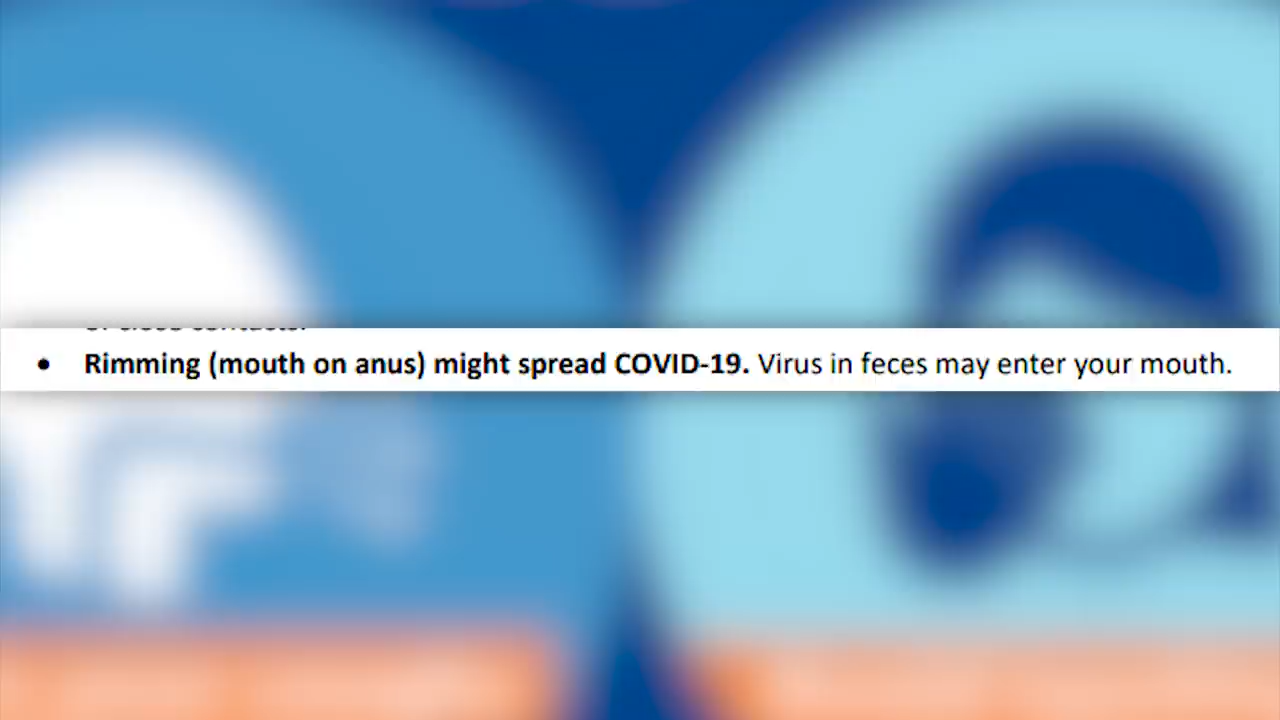 • Rimming (mouth on anus) might spread COVID-19. Virus in feces may enter your mouth.